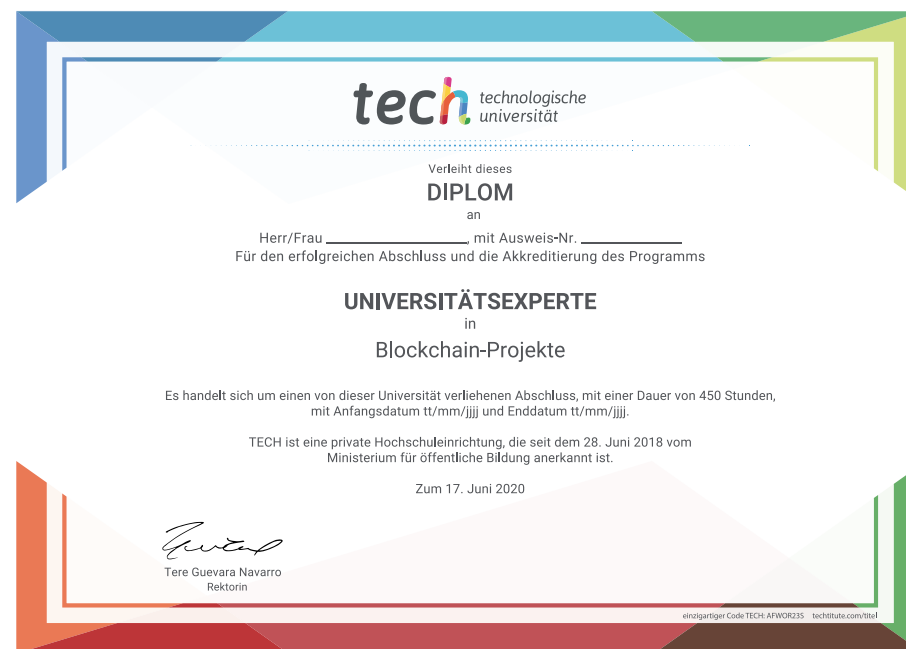 tech technologische
universität
Verleiht dieses
DIPLOM
an
Herr/Frau ____________, mit Ausweis-Nr. ____________
Für den erfolgreichen Abschluss und die Akkreditierung des Programms
UNIVERSITÄTSEXPERTE
in
Blockchain-Projekte
Es handelt sich um einen von dieser Universität verliehenen Abschluss, mit einer Dauer von 450 Stunden,
mit Anfangsdatum tt/mm/jjjj und Enddatum tt/mm/jjjj.
TECH ist eine private Hochschuleinrichtung, die seit dem 28. Juni 2018 vom
Ministerium für öffentliche Bildung anerkannt ist.
Zum 17. Juni 2020
Tere Guevara Navarro
Rektorin
einzigartiger Code TECH: AFWOR23S techtitute.com/titel